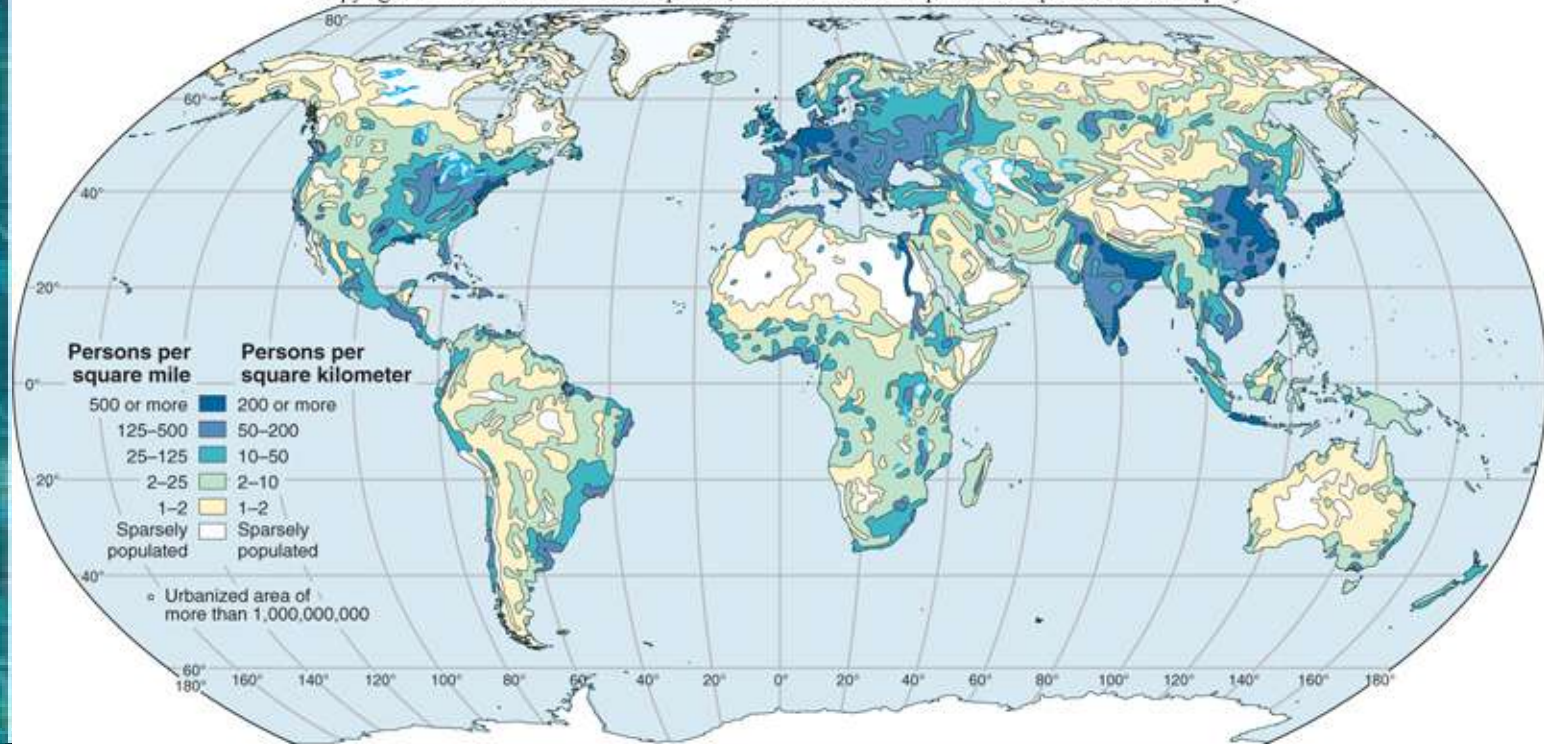 80°
60°
40°
20°
0°
20°
40°
60°
Persons per square mile
Persons per square kilometer
500 or more 200 or more
125–500 50–200
25–125 10–50
2–25 2–10
1–2 1–2
Sparsely populated
Sparsely populated
Urbanized area of
more than 1,000,000,000
180° 160° 140° 120° 80° 60° 40° 20° 0° 20° 40° 60° 80° 100° 120° 140° 160° 180°